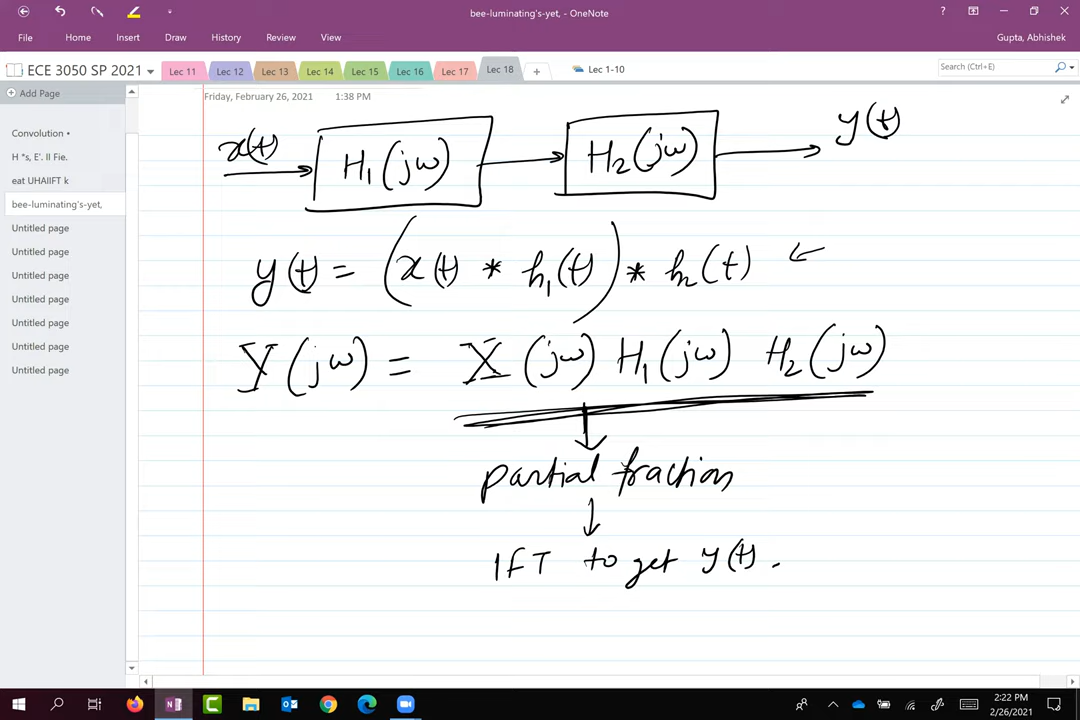 bee-luminating's-yet, - OneNote
?
Gupta, Abhishek
File Home Insert Draw History Review View
ECE 3050 SP 2021
Lec 11 Lec 12 Lec 13 Lec 14 Lec 15 Lec 16 Lec 17 Lec 18 + Lec 1-10
Search (Ctrl+E)
Add Page
Convolution •
H *s, E'. II Fie.
eat UHAIIFT k
bee-luminating's-yet,
Untitled page
Untitled page
Untitled page
Untitled page
Untitled page
Untitled page
Untitled page
Friday, February 26, 2021 1:38 PM
x(t) H₁(jω) H₂(jω) y(t)
y(t) = (x(t) * h₁(t)) * h₂(t) ←
Y(jω) = X(jω) H₁(jω) H₂(jω)
↓
partial fraction
↓
IFT to get y(t).
2:22 PM
2/26/2021